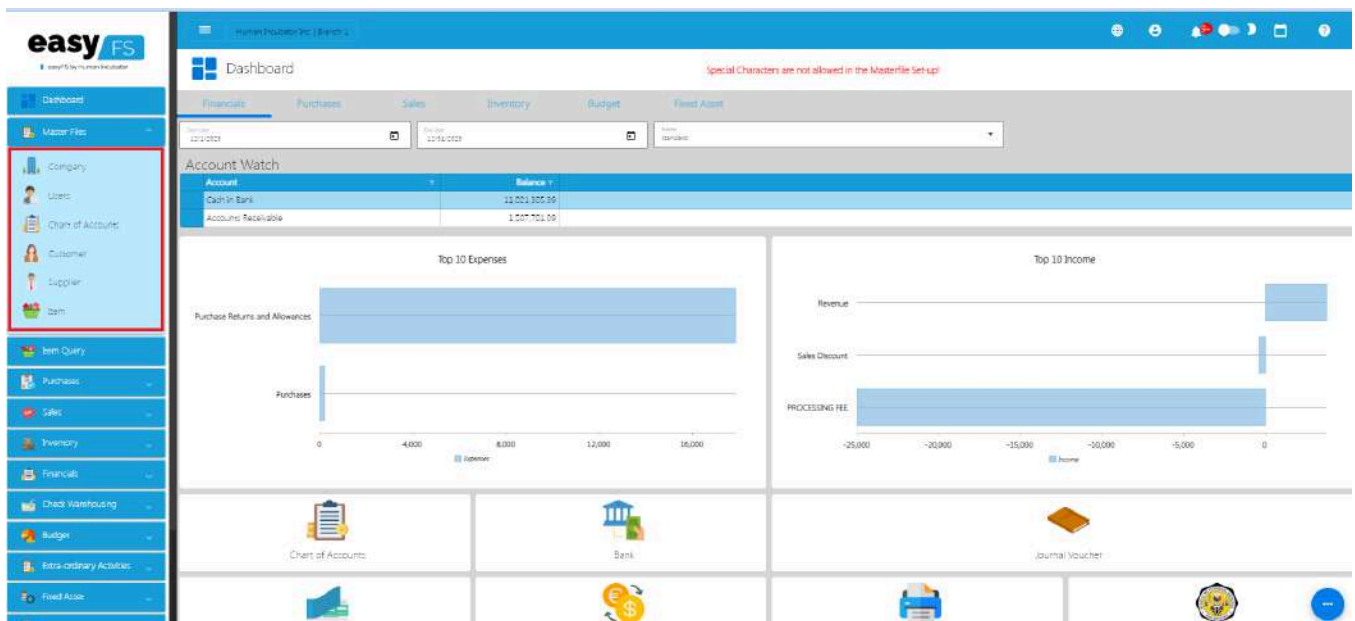 easy FS
easyFS by Human Incubator
Human Incubator Inc. | Branch 1
Dashboard
Special Characters are not allowed in the Masterfile Set-up!
Dashboard
Master Files
Company
Users
Chart of Accounts
Customer
Supplier
Item
Item Query
Purchases
Sales
Inventory
Financials
Check Warehousing
Budget
Extra-ordinary Activities
Fixed Asset
Financials Purchases Sales Inventory Budget Fixed Asset
Account Watch
Account Balance
Cash in Bank
Accounts Receivable
Top 10 Expenses
Purchase Returns and Allowances
Purchases
0 4,000 8,000 12,000 16,000
Expenses
Top 10 Income
Revenue
Sales Discount
PROCESSING FEE
-25,000 -20,000 -15,000 -10,000 -5,000 0
Income
Chart of Accounts
Bank
Journal Voucher